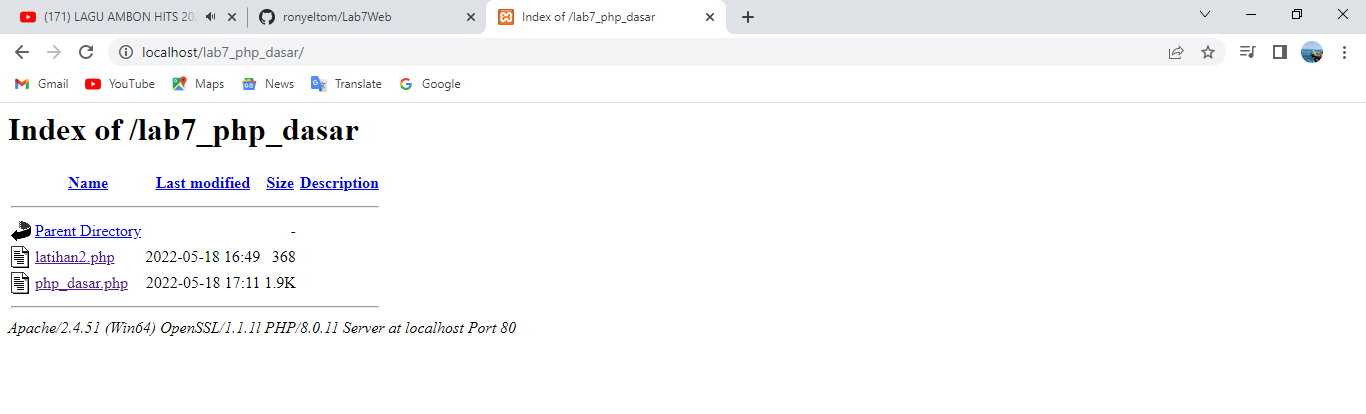 (171) LAGU AMBON HITS 202
ronyeltom/Lab7Web
Index of /lab7_php_dasar
localhost/lab7_php_dasar/
Gmail YouTube Maps News Translate Google
Index of /lab7_php_dasar
Name Last modified Size Description
Parent Directory -
latihan2.php 2022-05-18 16:49 368
php_dasar.php 2022-05-18 17:11 1.9K
Apache/2.4.51 (Win64) OpenSSL/1.1.1l PHP/8.0.11 Server at localhost Port 80